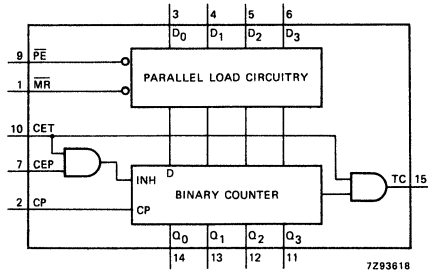 3 4 5 6
D0 D1 D2 D3
9 PE
PARALLEL LOAD CIRCUITRY
1 MR
10 CET
7 CEP
D
INH
BINARY COUNTER
TC 15
2 CP
CP
Q0 Q1 Q2 Q3
14 13 12 11
7Z93618